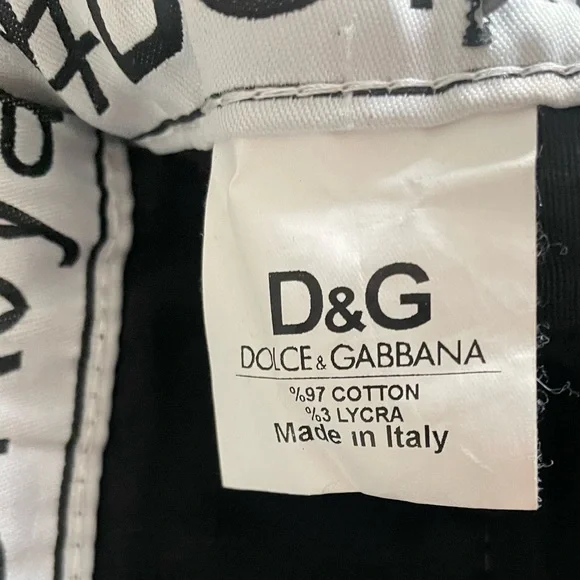 D&G
DOLCE & GABBANA
%97 COTTON
%3 LYCRA
Made in Italy